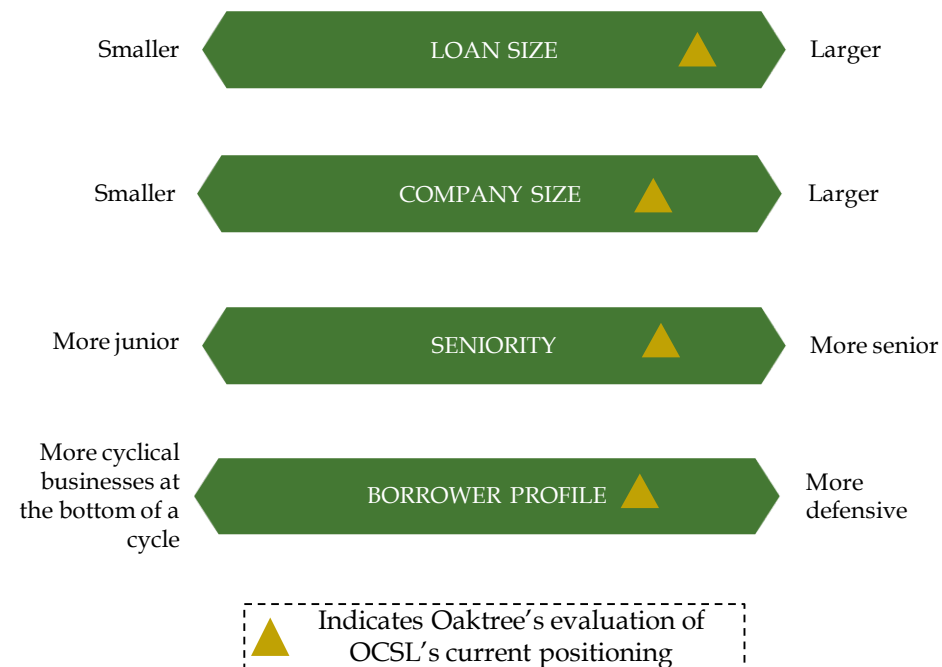 Smaller
LOAN SIZE
Larger
Smaller
COMPANY SIZE
Larger
More junior
SENIORITY
More senior
More cyclical
businesses at
the bottom of a
cycle
BORROWER PROFILE
More
defensive
Indicates Oaktree’s evaluation of
OCSL’s current positioning